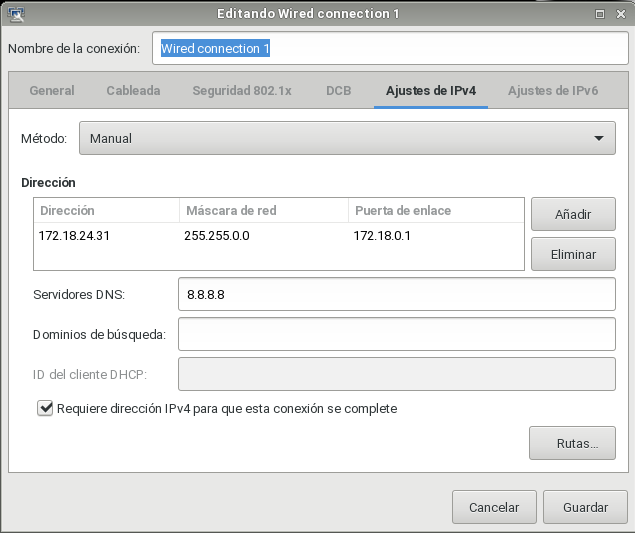 Editando Wired connection 1
Nombre de la conexión: Wired connection 1
General Cableada Seguridad 802.1x DCB Ajustes de IPv4 Ajustes de IPv6
Método: Manual
Dirección
Dirección Máscara de red Puerta de enlace
172.18.24.31 255.255.0.0 172.18.0.1
Añadir
Eliminar
Servidores DNS: 8.8.8.8
Dominios de búsqueda:
ID del cliente DHCP:
Requiere dirección IPv4 para que esta conexión se complete
Rutas...
Cancelar Guardar